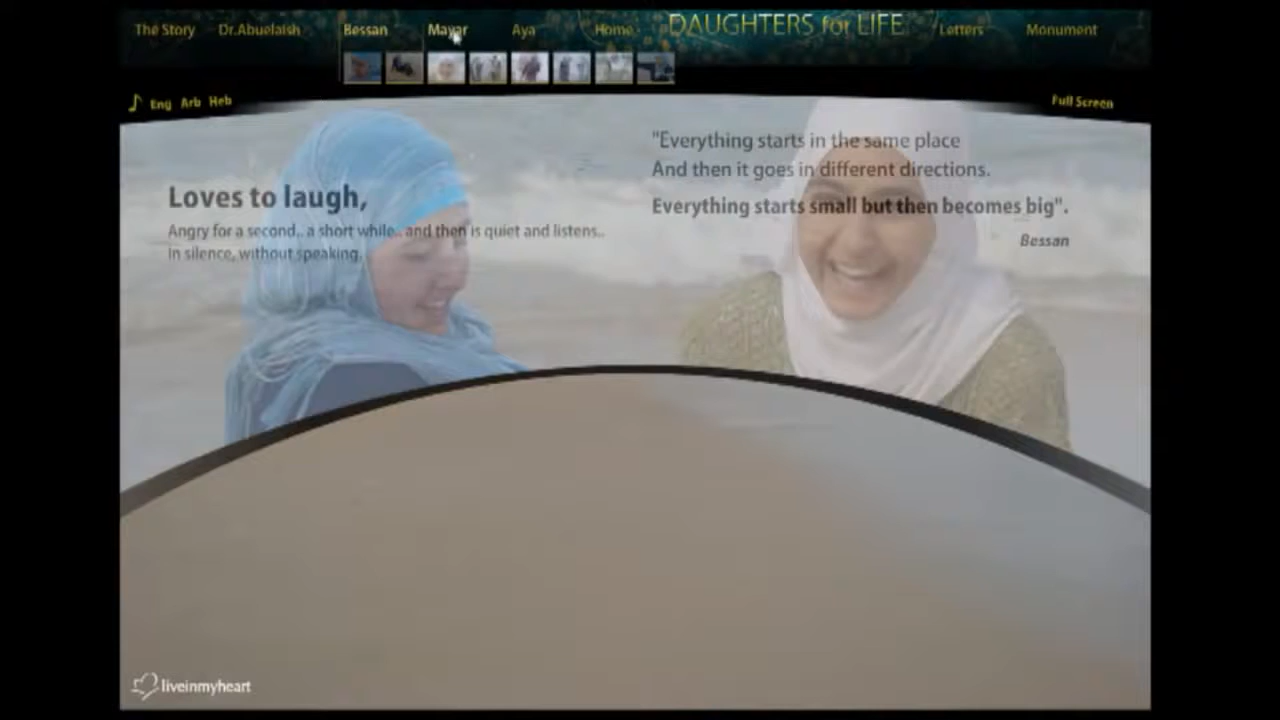 The Story Dr.Abuelaish Bessan Mayar Aya Home DAUGHTERS for LIFE Letters Monument
Eng Arb Heb
Full Screen
Loves to laugh,
Angry for a second.. a short while.. and then is quiet and listens..
In silence, without speaking.
"Everything starts in the same place
And then it goes in different directions.
Everything starts small but then becomes big".
Bessan
liveinmyheart